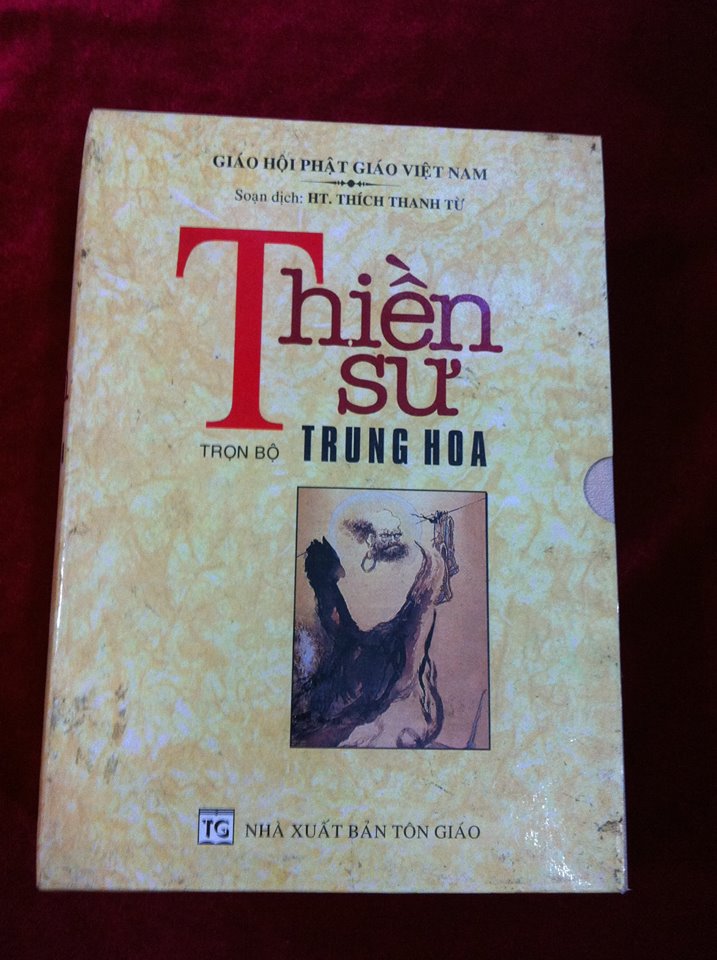 GIÁO HỘI PHẬT GIÁO VIỆT NAM
Soạn dịch: HT. THÍCH THANH TỪ
Thiền
sư
TRỌN BỘ TRUNG HOA
TG NHÀ XUẤT BẢN TÔN GIÁO